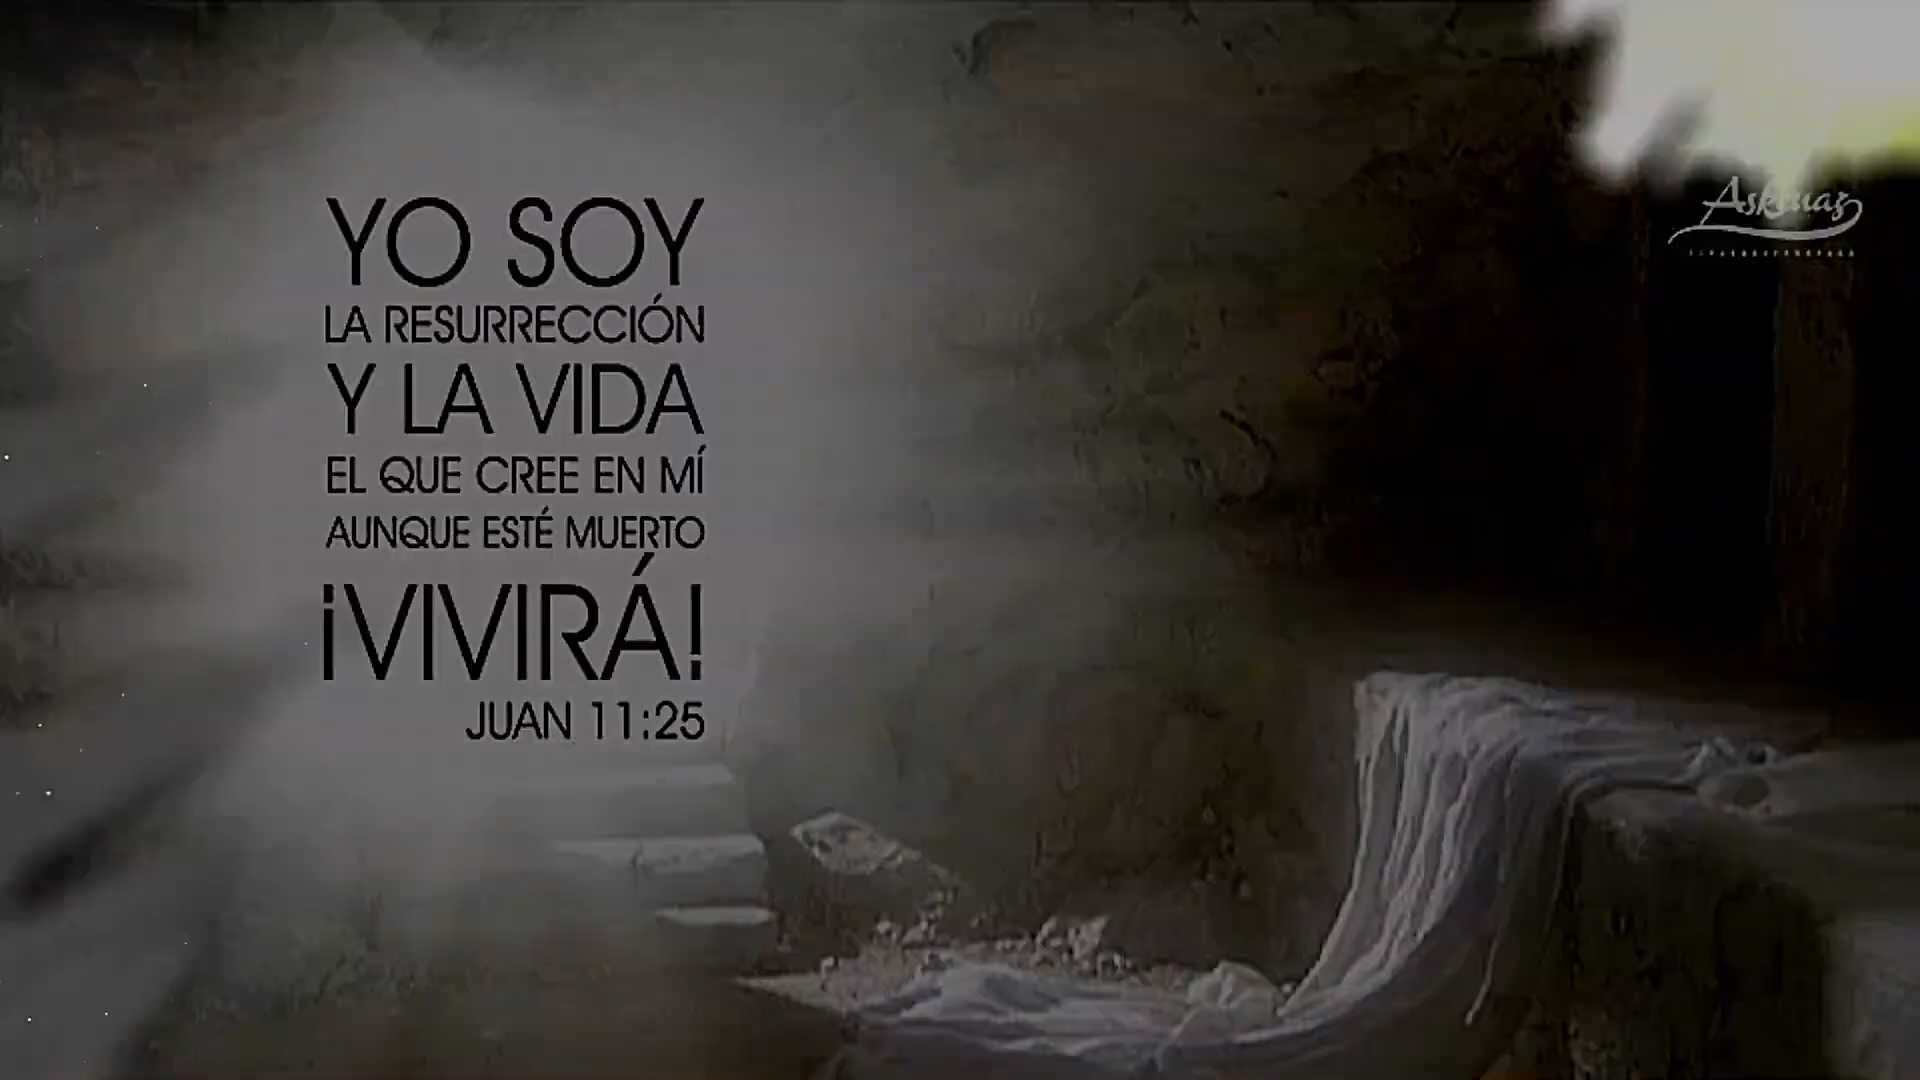 YO SOY
LA RESURRECCIÓN
Y LA VIDA
EL QUE CREE EN MÍ
AUNQUE ESTÉ MUERTO
¡VIVIRÁ!
JUAN 11:25